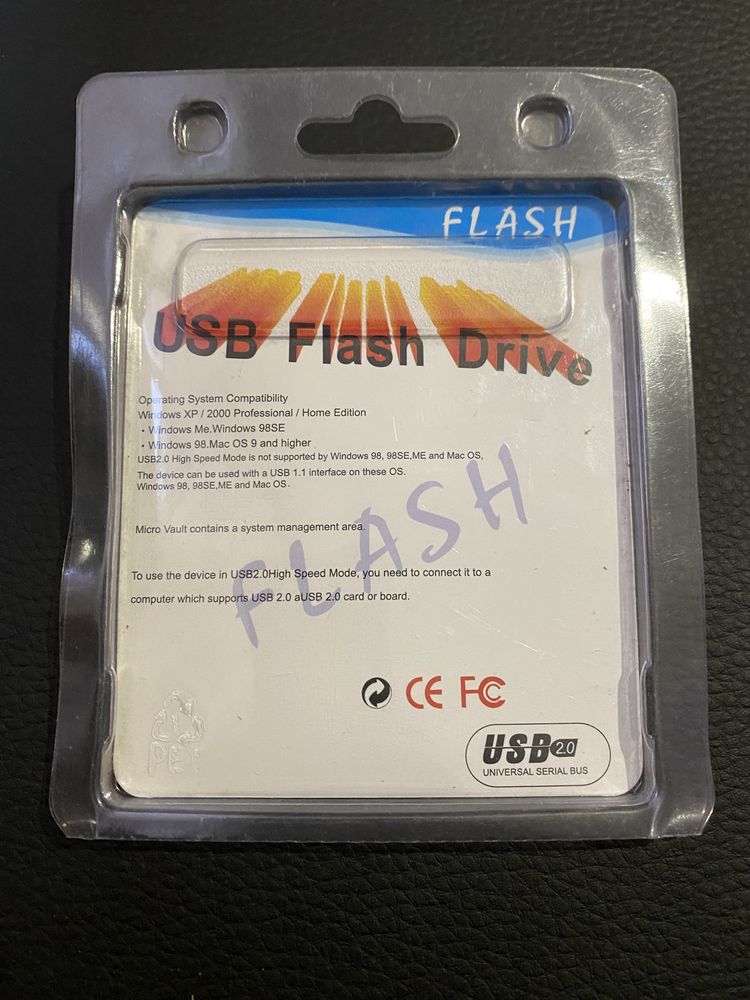 FLASH
USB Flash Drive
Operating System Compatibility
Windows XP / 2000 Professional / Home Edition
• Windows Me.Windows 98SE
• Windows 98.Mac OS 9 and higher
USB2.0 High Speed Mode is not supported by Windows 98, 98SE,ME and Mac OS,
The device can be used with a USB 1.1 interface on these OS.
Windows 98, 98SE,ME and Mac OS.
FLASH
Micro Vault contains a system management area.
To use the device in USB2.0High Speed Mode, you need to connect it to a
computer which supports USB 2.0 aUSB 2.0 card or board.
CE FC
PET
USB 2.0
UNIVERSAL SERIAL BUS